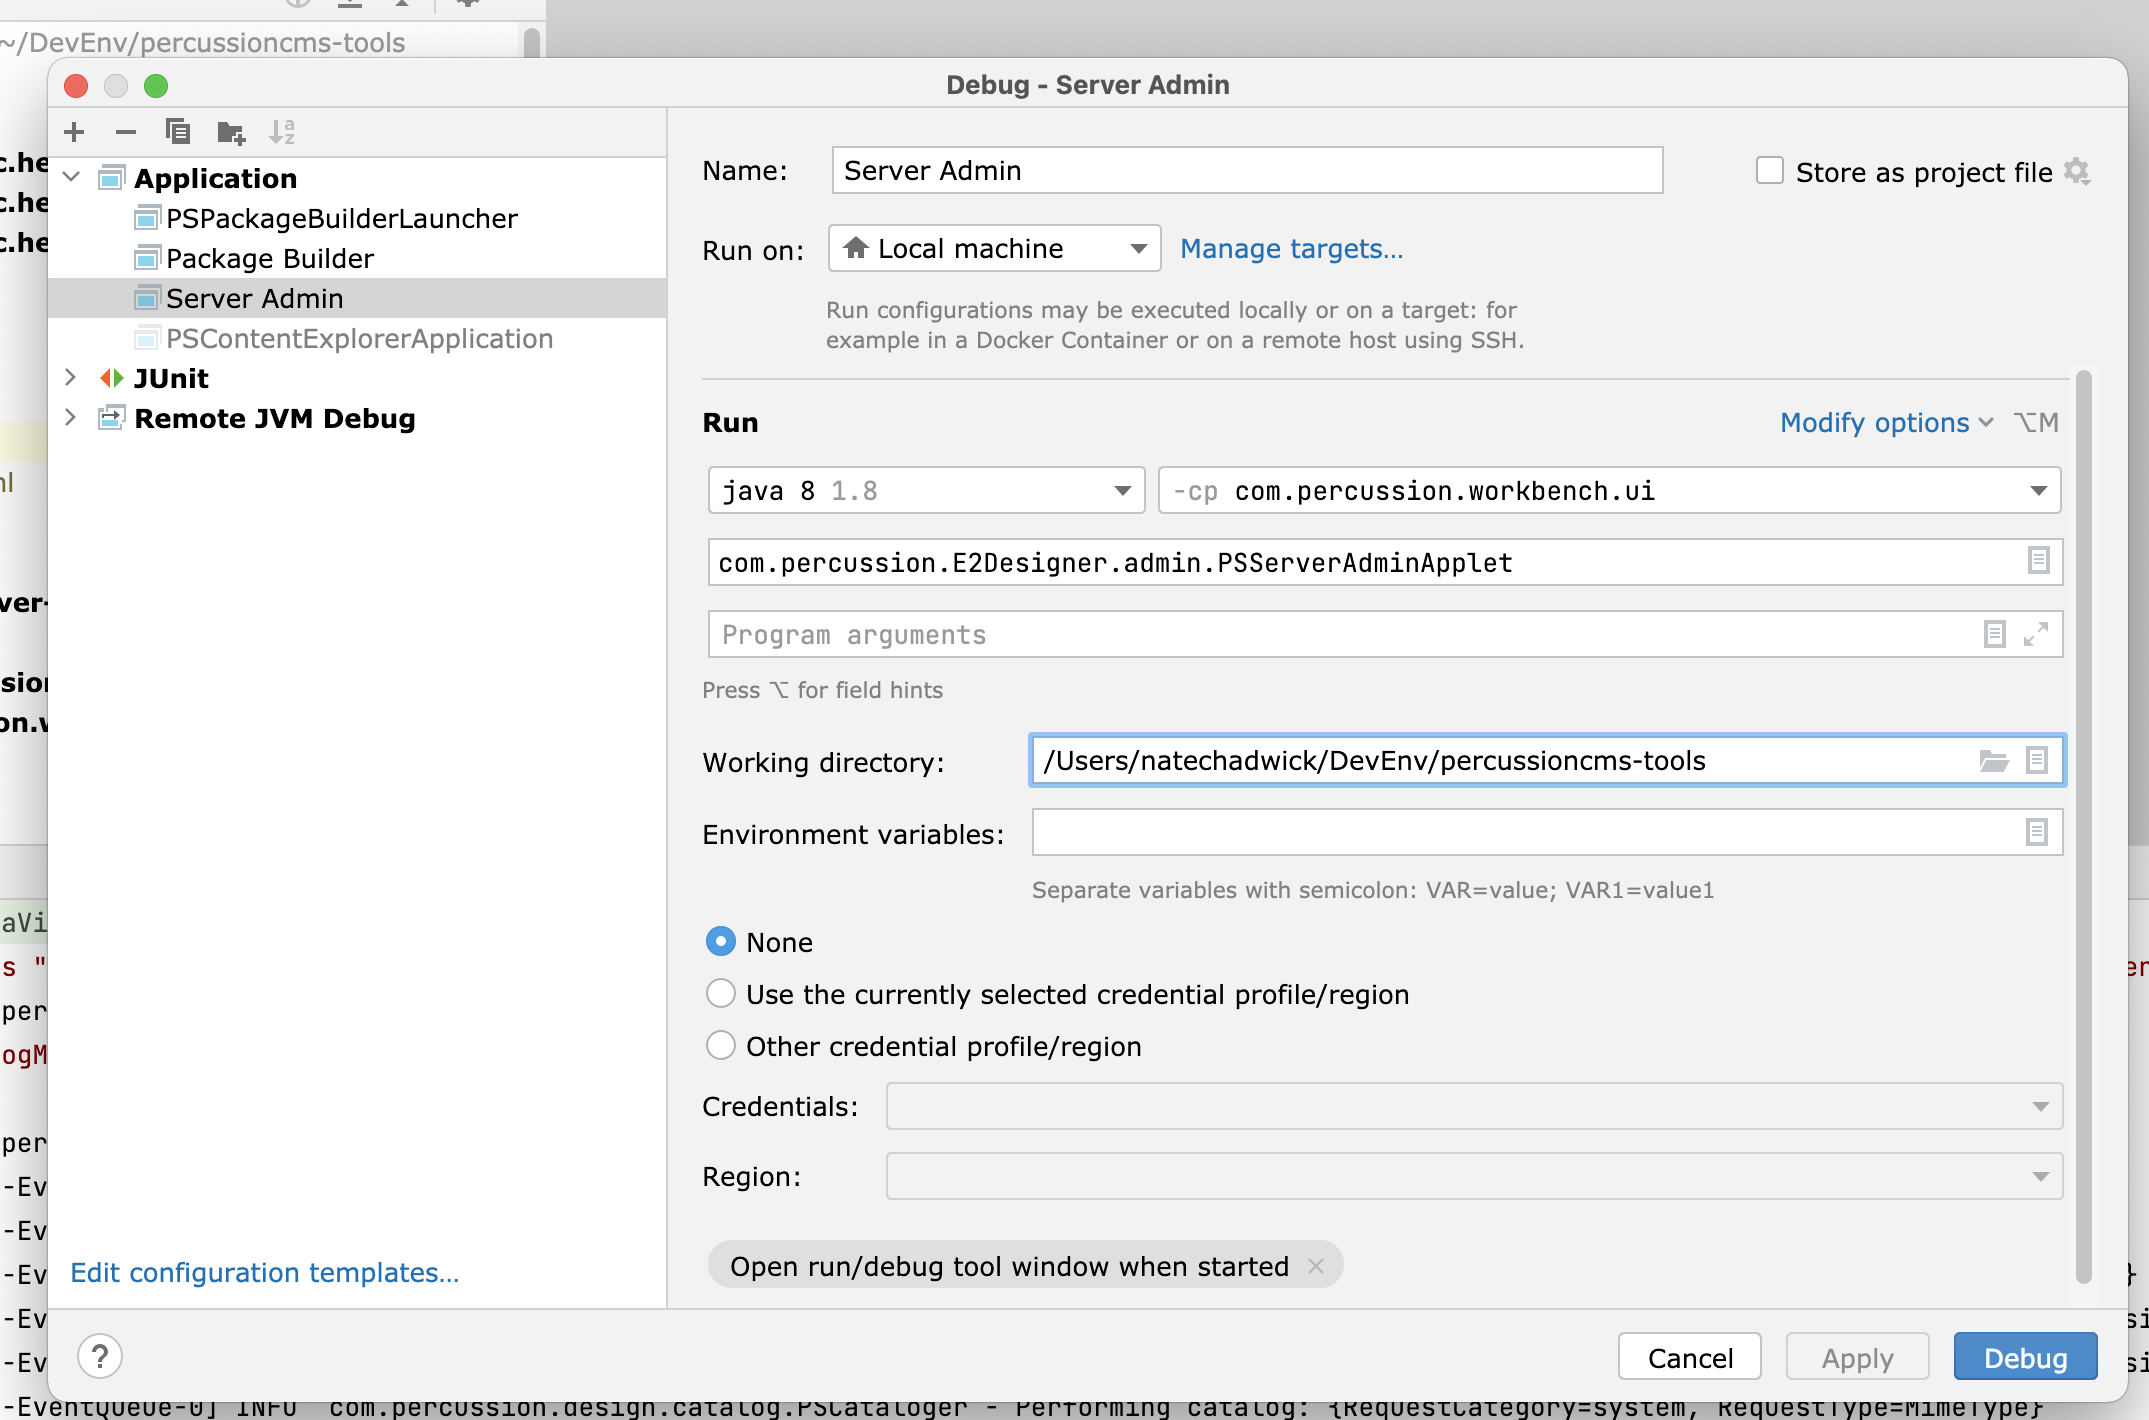 ~/DevEnv/percussioncms-tools
Debug - Server Admin
Application
PSPackageBuilderLauncher
Package Builder
Server Admin
PSContentExplorerApplication
JUnit
Remote JVM Debug
Edit configuration templates...
Name: Server Admin
Store as project file
Run on: Local machine Manage targets...
Run configurations may be executed locally or on a target: for
example in a Docker Container or on a remote host using SSH.
Run
Modify options ⌥M
java 8 1.8
-cp com.percussion.workbench.ui
com.percussion.E2Designer.admin.PSServerAdminApplet
Program arguments
Press ⌥ for field hints
Working directory: /Users/natechadwick/DevEnv/percussioncms-tools
Environment variables:
Separate variables with semicolon: VAR=value; VAR1=value1
None
Use the currently selected credential profile/region
Other credential profile/region
Credentials:
Region:
Open run/debug tool window when started
?
Cancel
Apply
Debug
-EventQueue-0] INFO com.percussion.design.catalog.PSCataloger - Performing catalog: {RequestCategory=system, RequestType=MimeType}